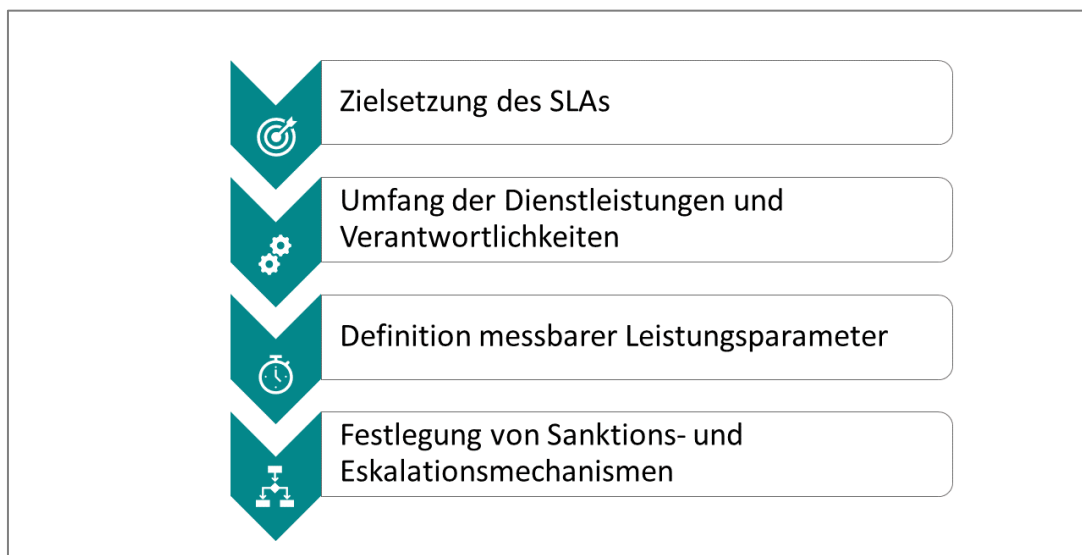 Zielsetzung des SLAs
Umfang der Dienstleistungen und
Verantwortlichkeiten
Definition messbarer Leistungsparameter
Festlegung von Sanktions- und
Eskalationsmechanismen